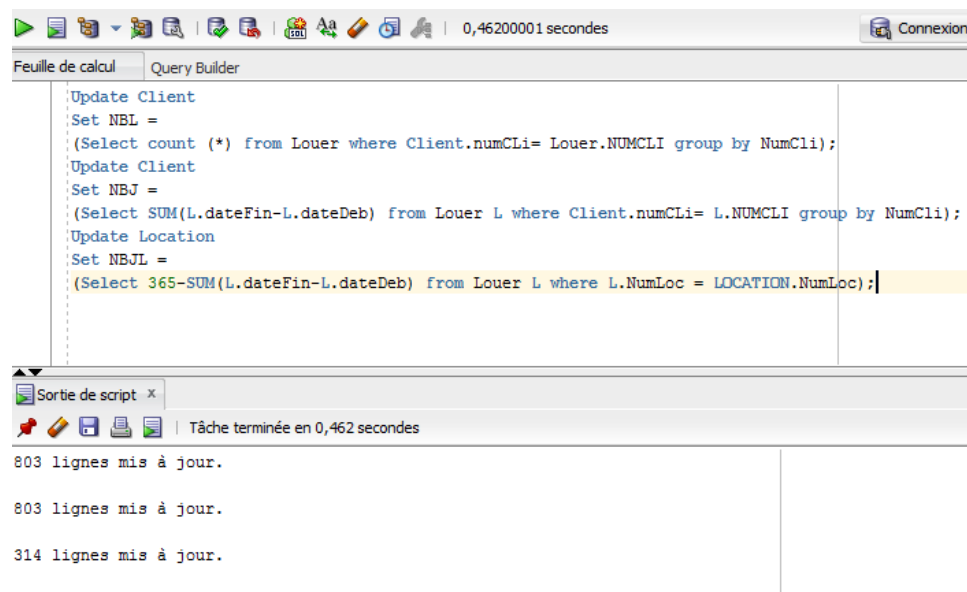 0,46200001 secondes
Connexion
Feuille de calcul
Query Builder
Update Client
Set NBL =
(Select count (*) from Louer where Client.numCLi= Louer.NUMCLI group by NumCli);
Update Client
Set NBJ =
(Select SUM(L.dateFin-L.dateDeb) from Louer L where Client.numCLi= L.NUMCLI group by NumCli);
Update Location
Set NBJL =
(Select 365-SUM(L.dateFin-L.dateDeb) from Louer L where L.NumLoc = LOCATION.NumLoc);
Sortie de script x
Tâche terminée en 0,462 secondes
803 lignes mis à jour.
803 lignes mis à jour.
314 lignes mis à jour.